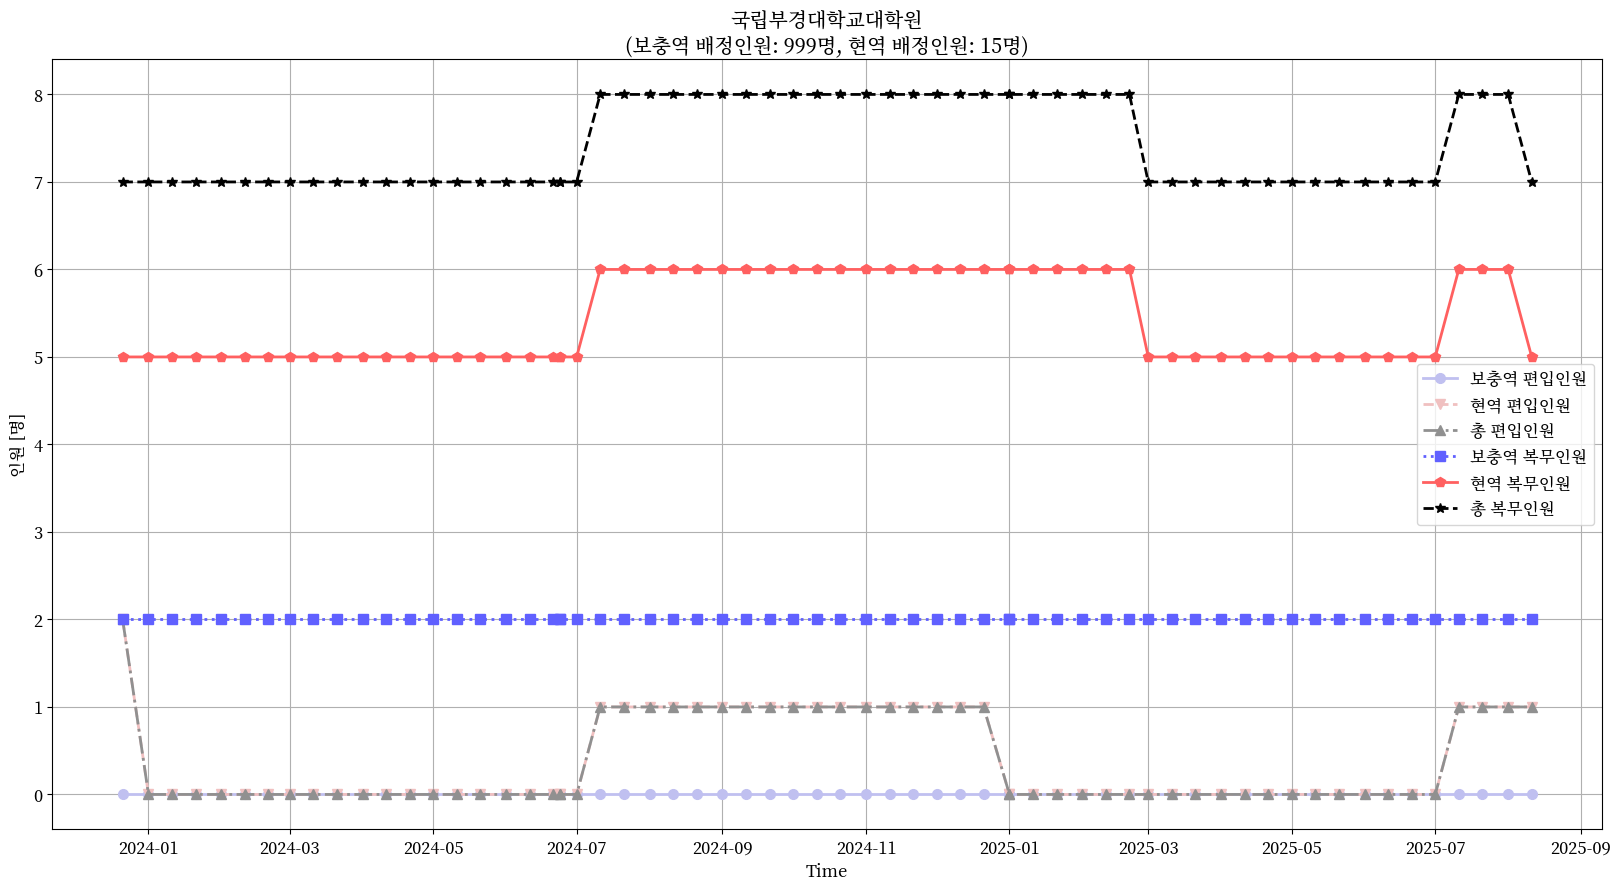 국립부경대학교대학원
(보충역 배정인원: 999명, 현역 배정인원: 15명)
인원 [명]
8
7
6
5
4
3
2
1
0
보충역 편입인원
현역 편입인원
총 편입인원
보충역 복무인원
현역 복무인원
총 복무인원
2024-01 2024-03 2024-05 2024-07 2024-09 2024-11 2025-01 2025-03 2025-05 2025-07 2025-09
Time